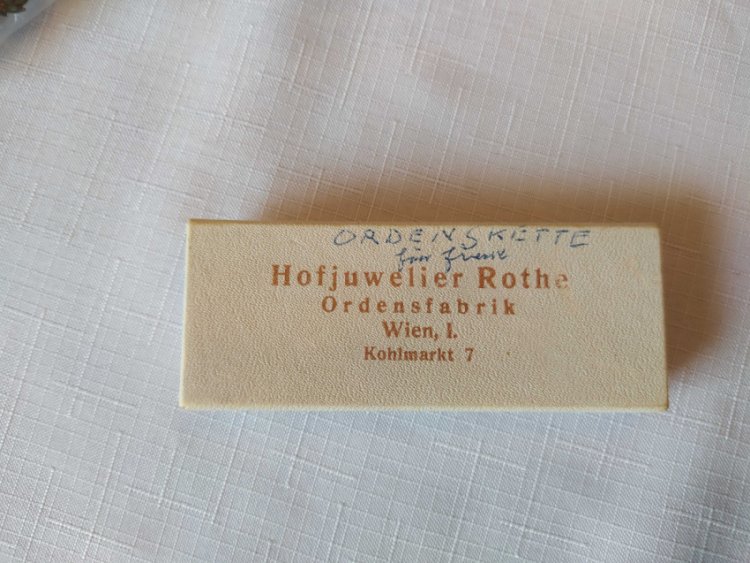 ORDENSKETTE
für
Hofjuwelier Rothe
Ordensfabrik
Wien, I.
Kohlmarkt 7